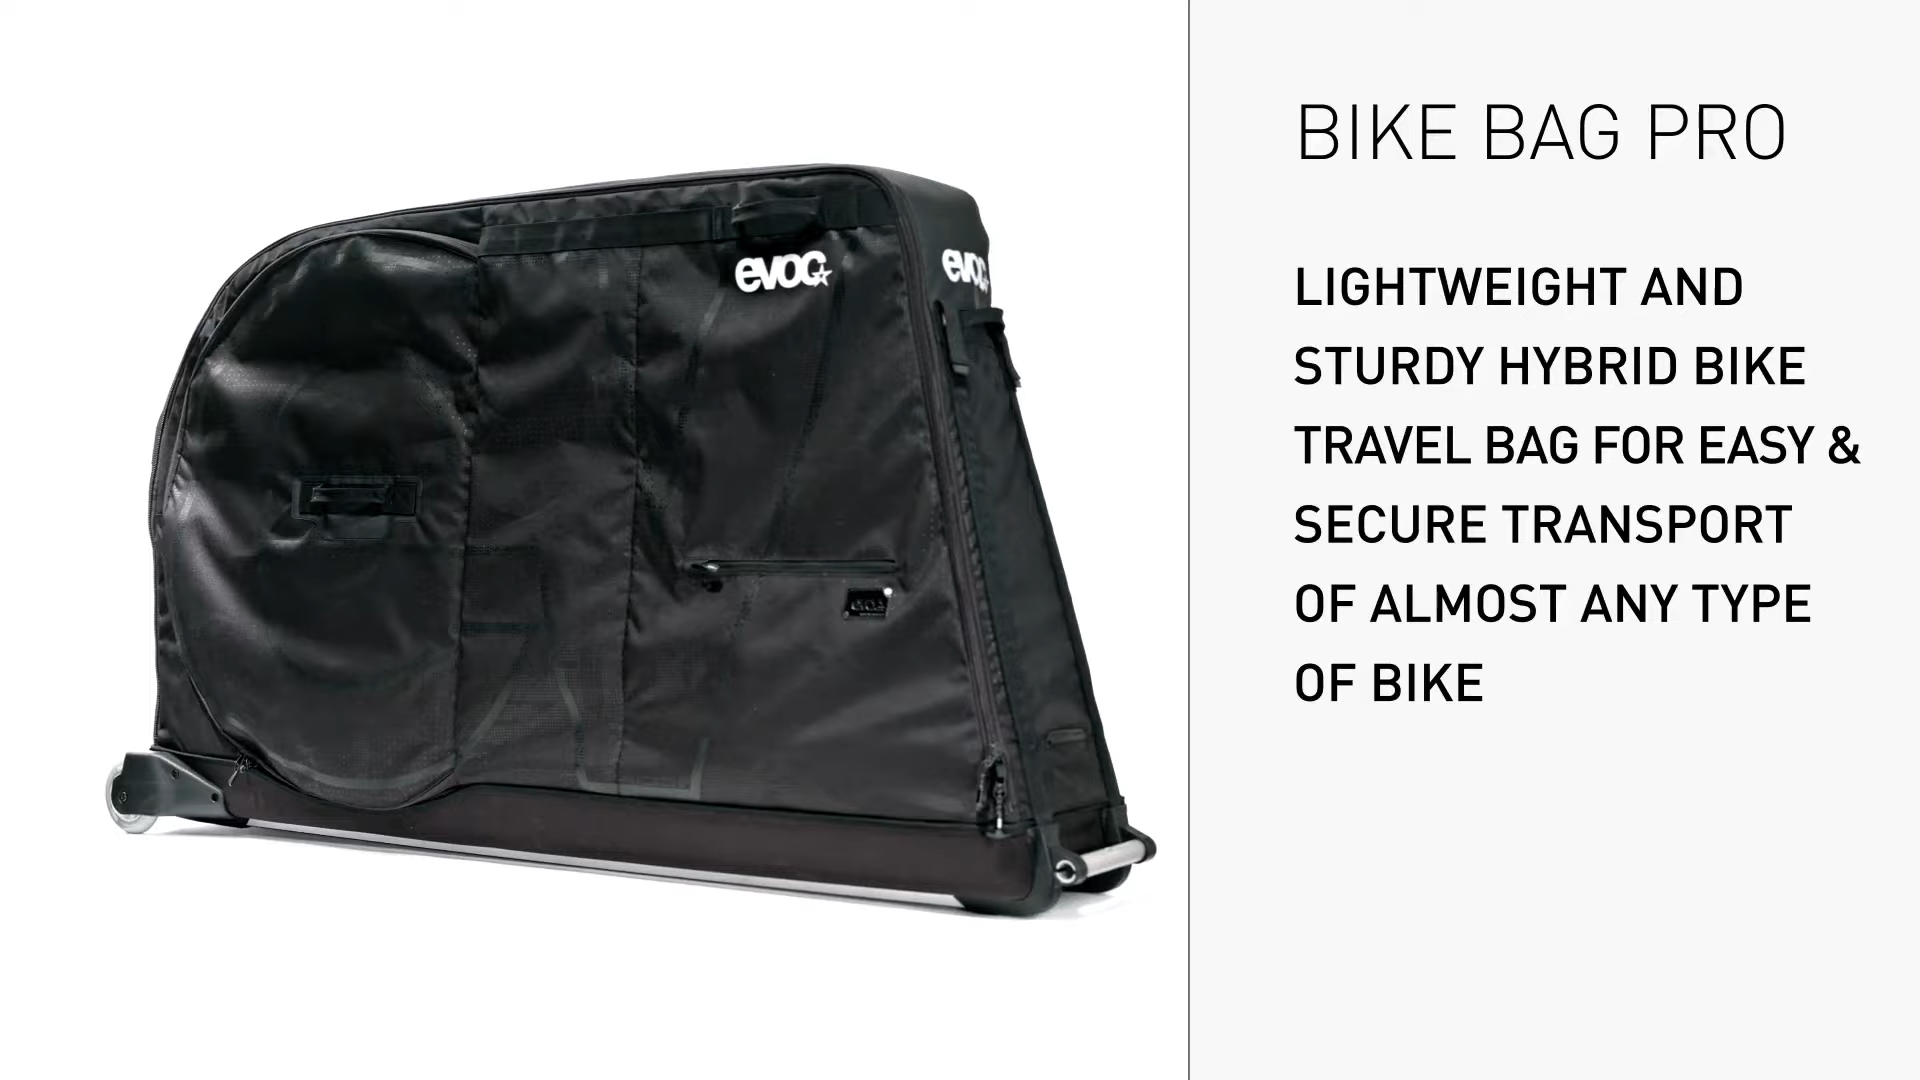 BIKE BAG PRO
LIGHTWEIGHT AND
STURDY HYBRID BIKE
TRAVEL BAG FOR EASY &
SECURE TRANSPORT
OF ALMOST ANY TYPE
OF BIKE
evoc
evoc
evoc